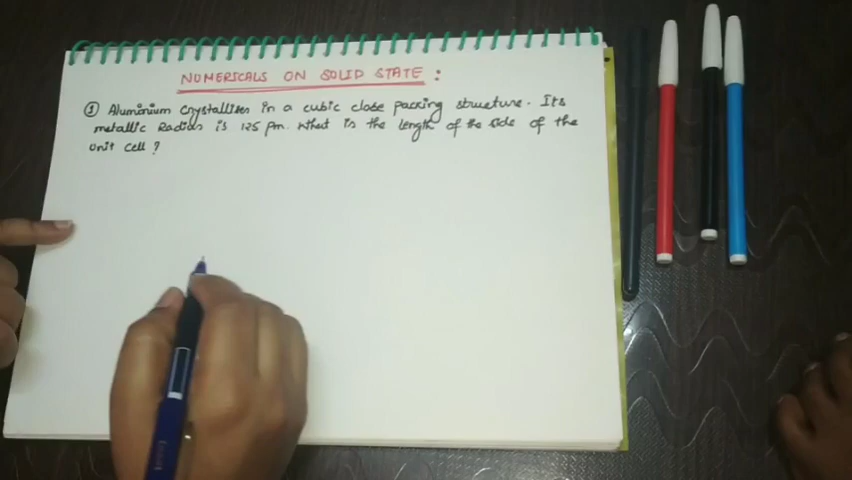 NUMERICALS ON SOLID STATE :
① Aluminium crystallises in a cubic close packing structure. Its
metallic Radius is 125 pm. What is the length of the side of the
unit cell ?